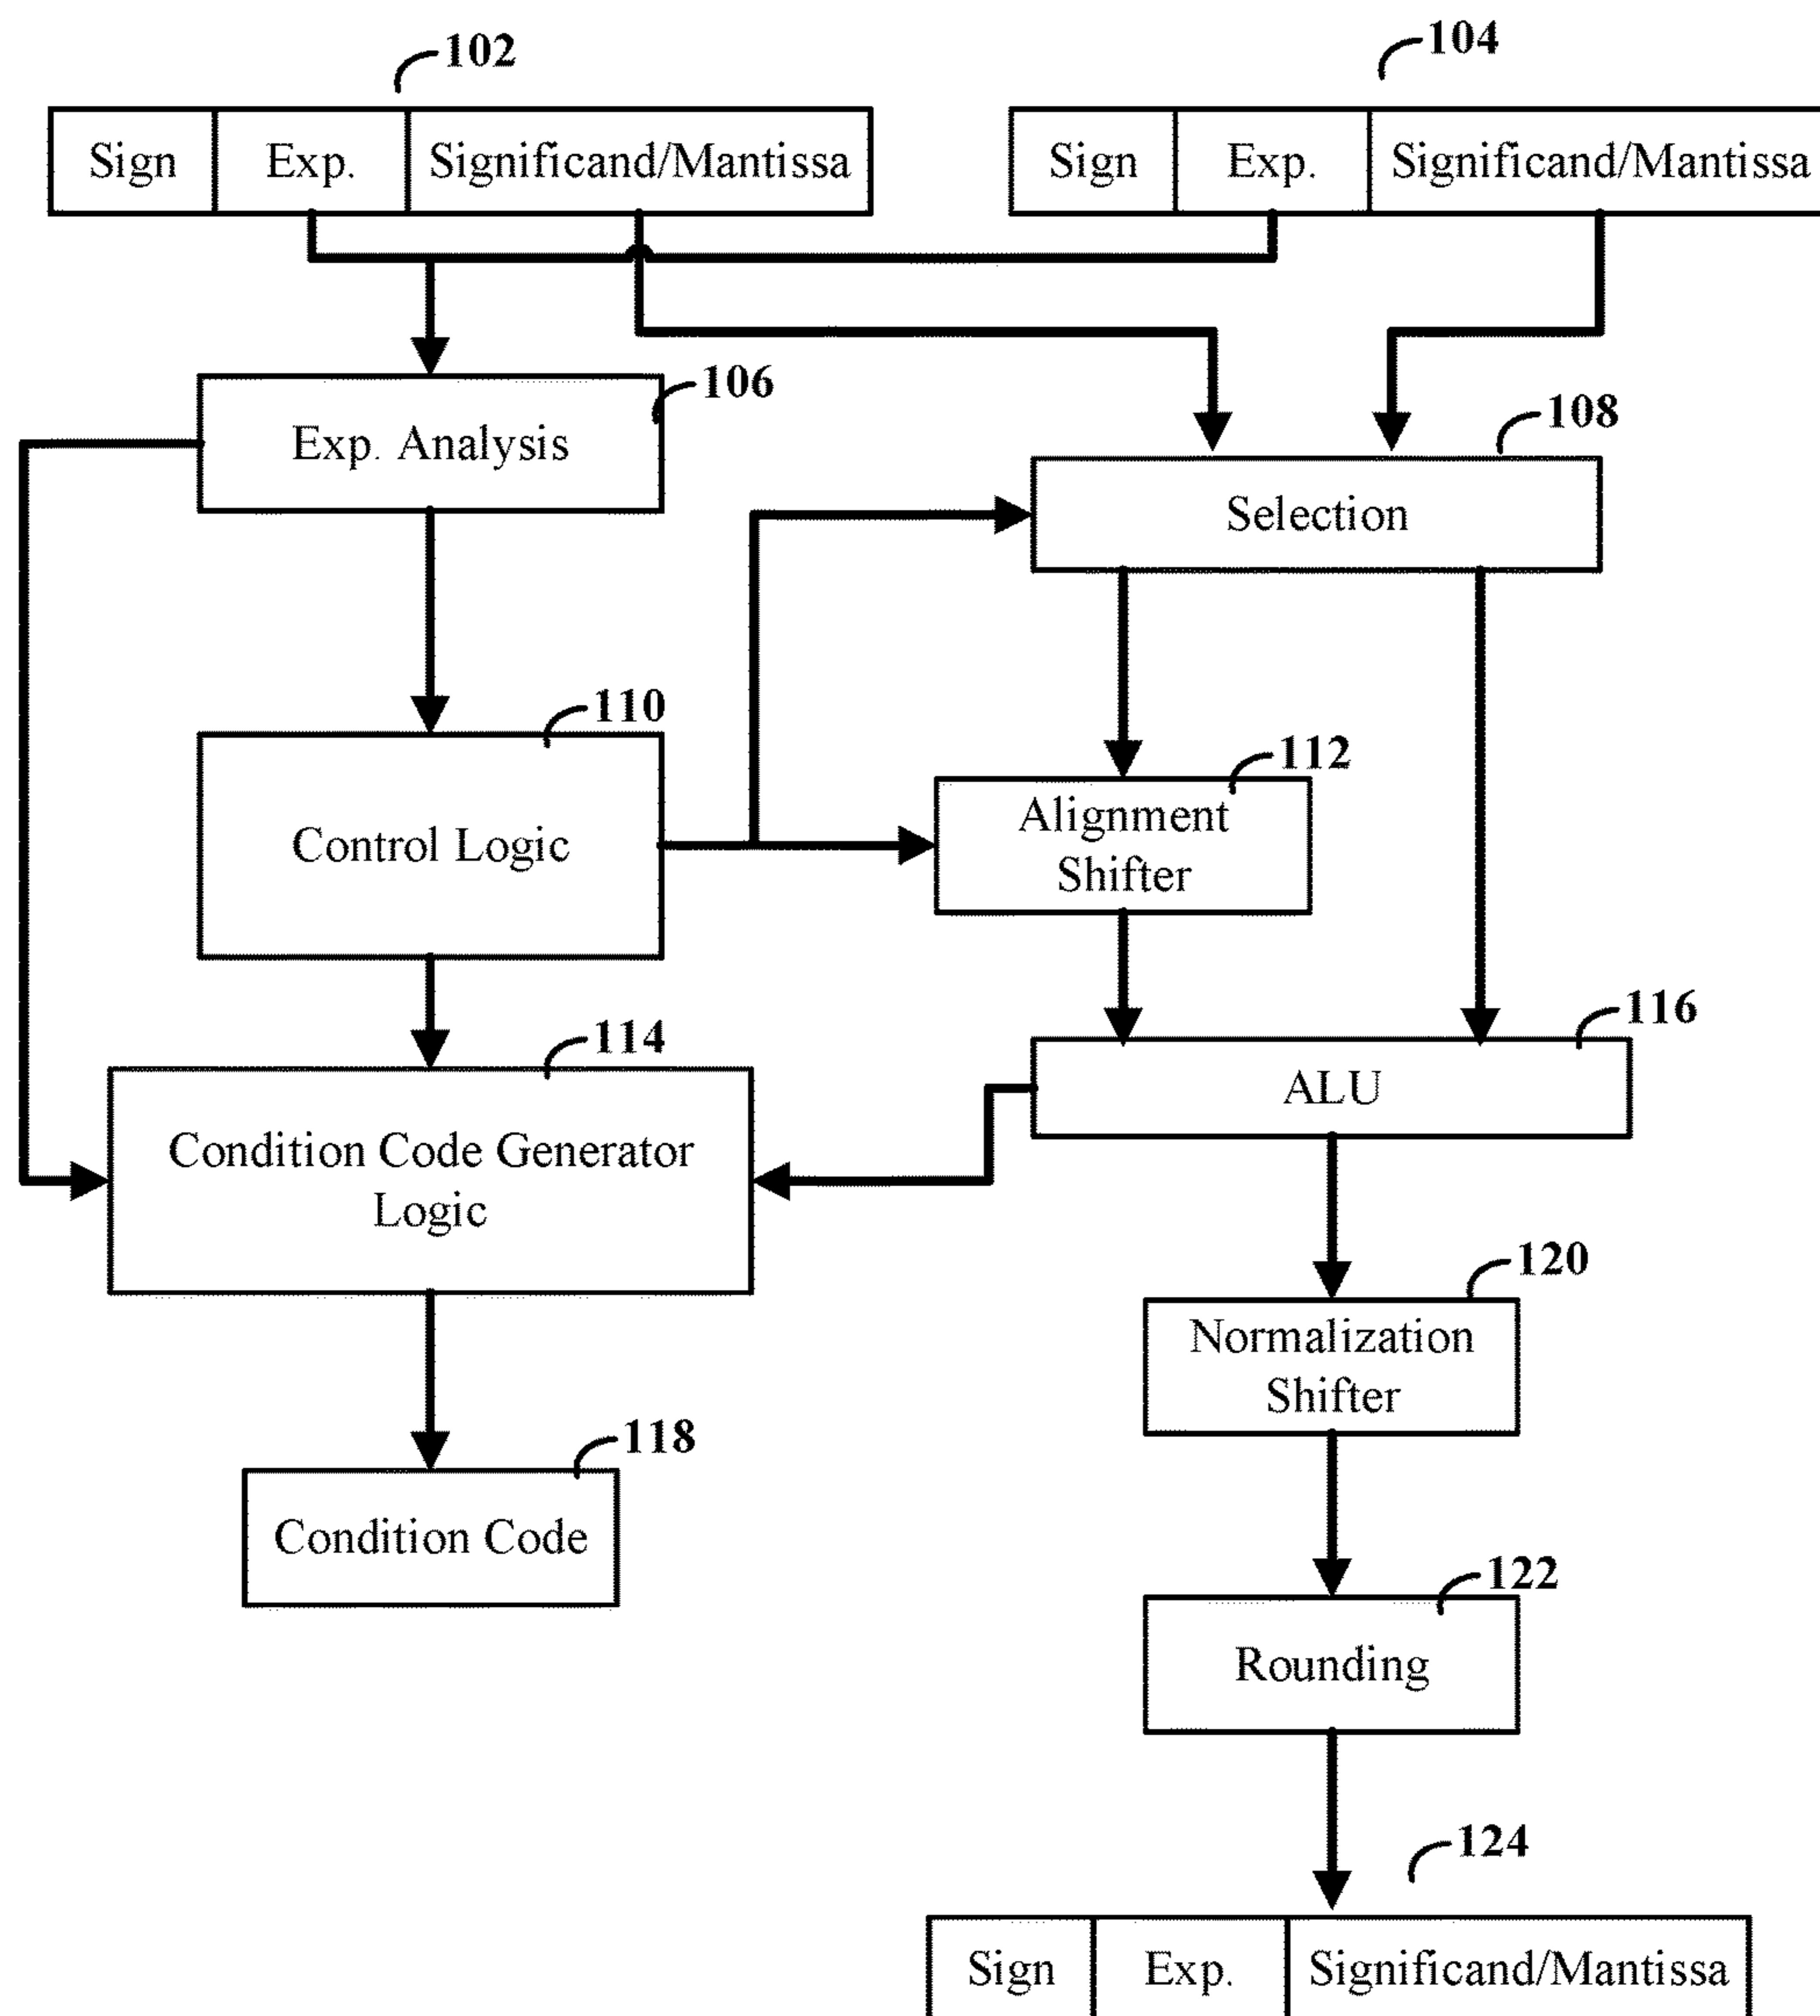 102
104
Sign Exp. Significand/Mantissa
Sign Exp. Significand/Mantissa
106
Exp. Analysis
108
Selection
110
Control Logic
112
Alignment
Shifter
114
Condition Code Generator
Logic
116
ALU
120
Normalization
Shifter
118
Condition Code
122
Rounding
124
Sign Exp. Significand/Mantissa